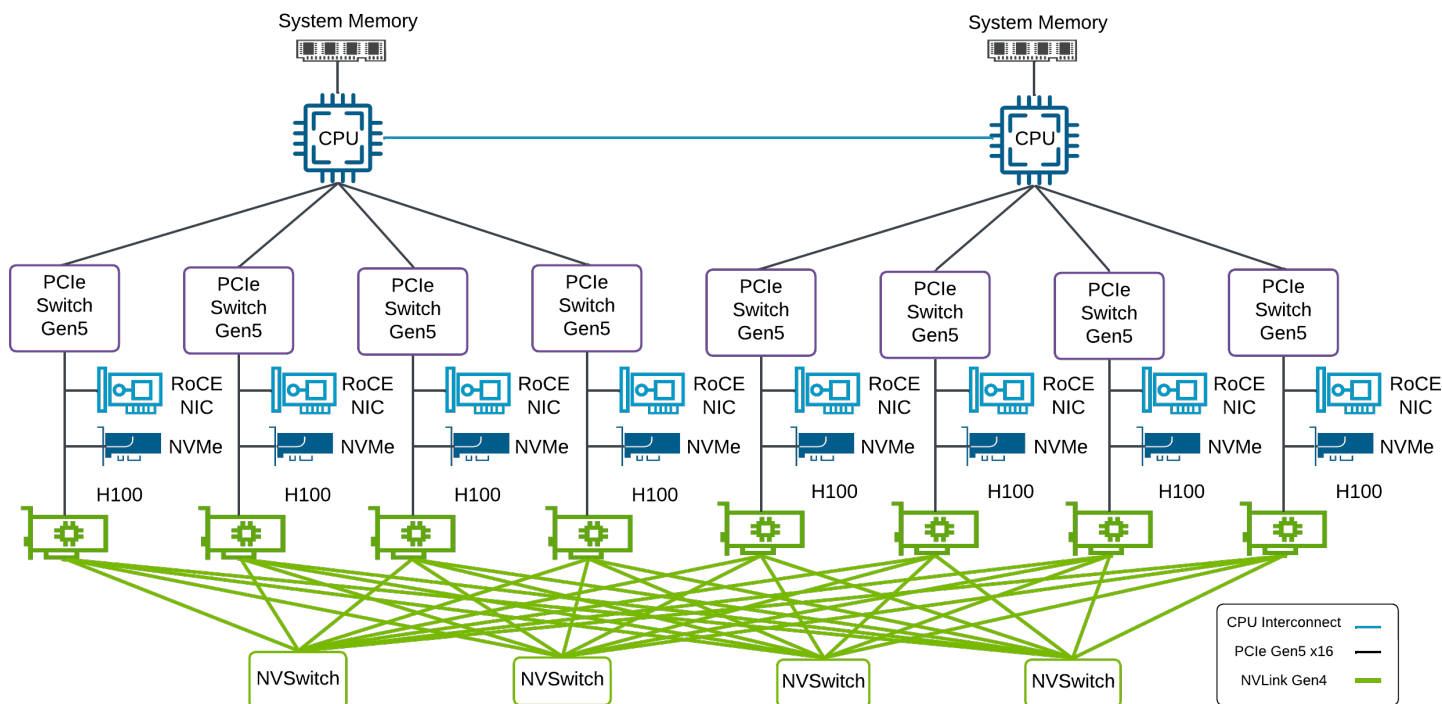 System Memory
System Memory
CPU
CPU
PCIe
Switch
Gen5
PCIe
Switch
Gen5
PCIe
Switch
Gen5
PCIe
Switch
Gen5
PCIe
Switch
Gen5
PCIe
Switch
Gen5
PCIe
Switch
Gen5
PCIe
Switch
Gen5
RoCE
NIC
RoCE
NIC
RoCE
NIC
RoCE
NIC
RoCE
NIC
RoCE
NIC
RoCE
NIC
RoCE
NIC
NVMe
NVMe
NVMe
NVMe
NVMe
NVMe
NVMe
NVMe
H100
H100
H100
H100
H100
H100
H100
H100
NVSwitch
NVSwitch
NVSwitch
NVSwitch
CPU Interconnect
PCIe Gen5 x16
NVLink Gen4